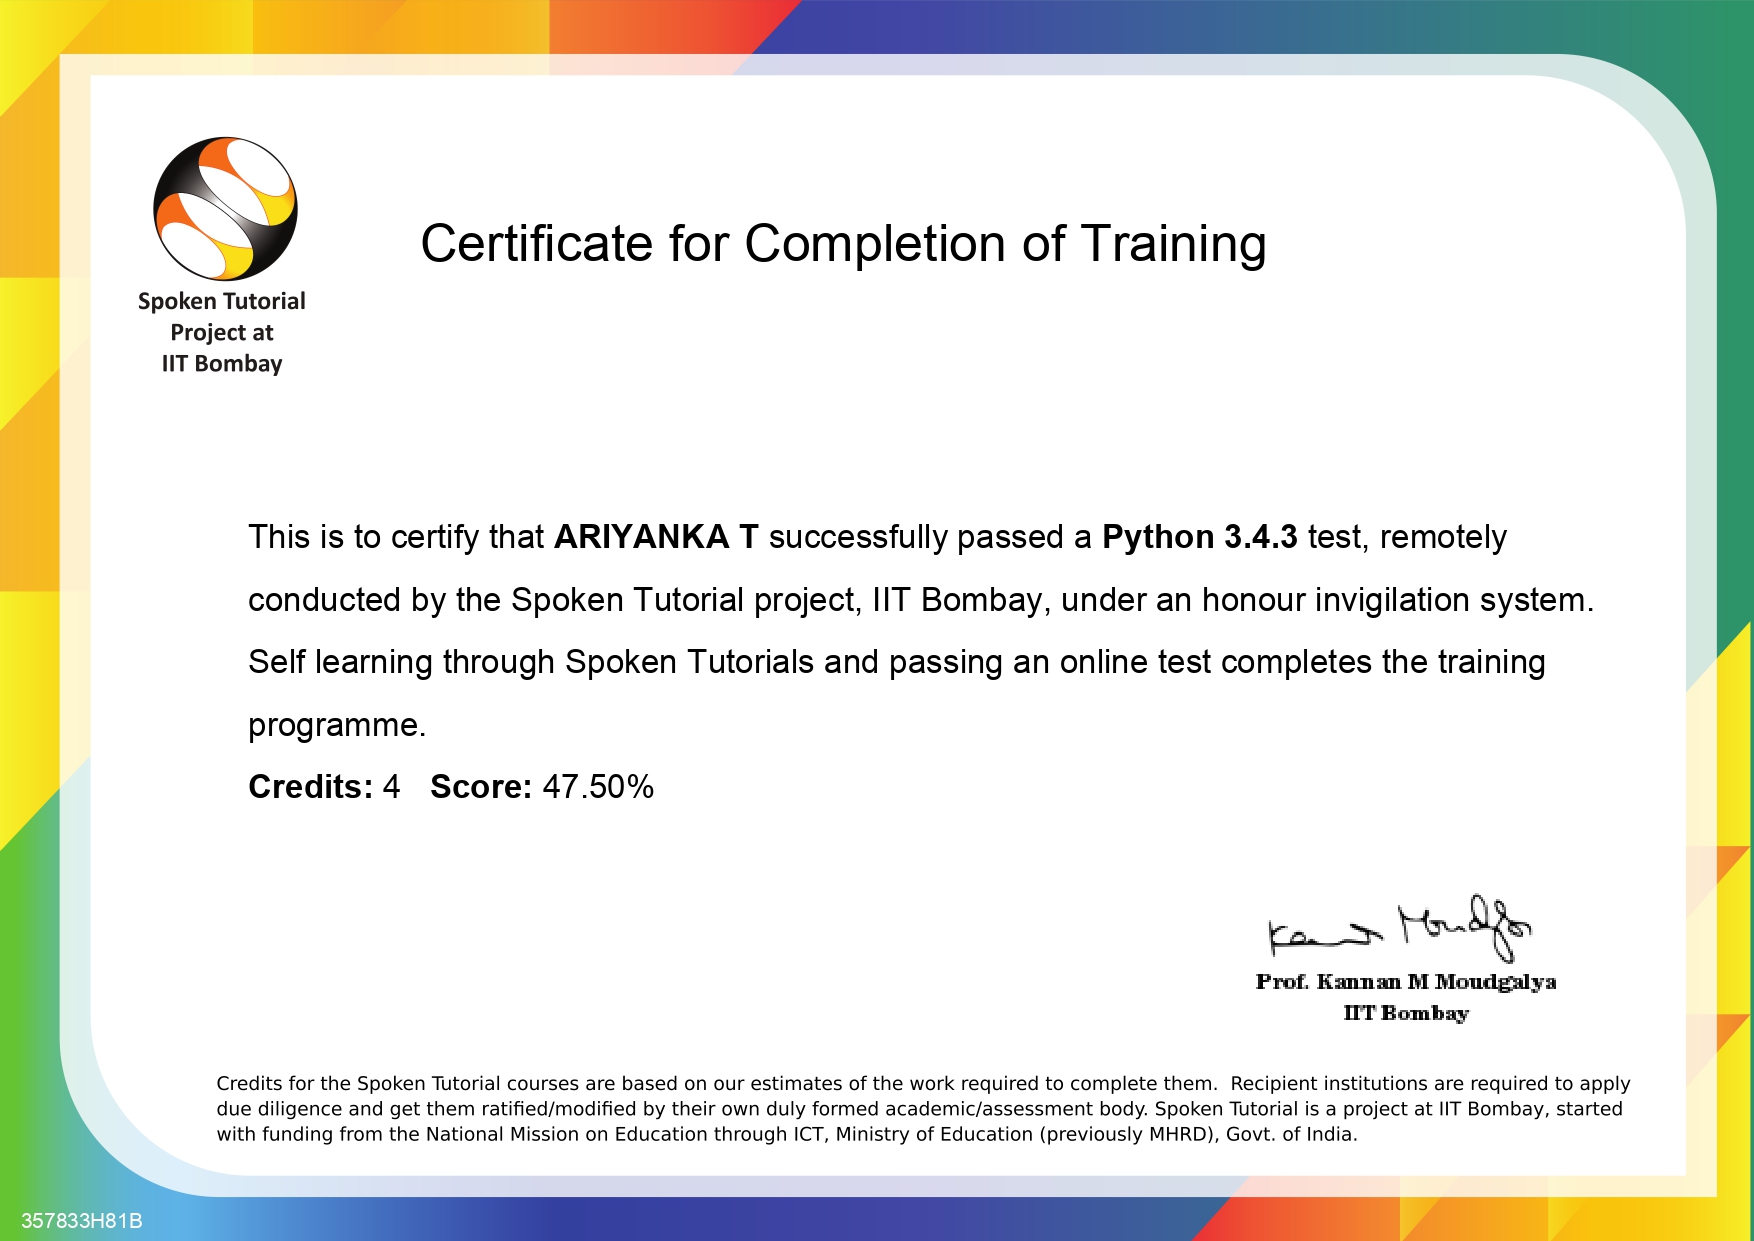 Spoken Tutorial
Project at
IIT Bombay
Certificate for Completion of Training
This is to certify that ARIYANKA T successfully passed a Python 3.4.3 test, remotely
conducted by the Spoken Tutorial project, IIT Bombay, under an honour invigilation system.
Self learning through Spoken Tutorials and passing an online test completes the training
programme.
Credits: 4   Score: 47.50%
Kannan Moudgalya
Prof. Kannan M Moudgalya
IIT Bombay
Credits for the Spoken Tutorial courses are based on our estimates of the work required to complete them.  Recipient institutions are required to apply
due diligence and get them ratified/modified by their own duly formed academic/assessment body. Spoken Tutorial is a project at IIT Bombay, started
with funding from the National Mission on Education through ICT, Ministry of Education (previously MHRD), Govt. of India.
357833H81B